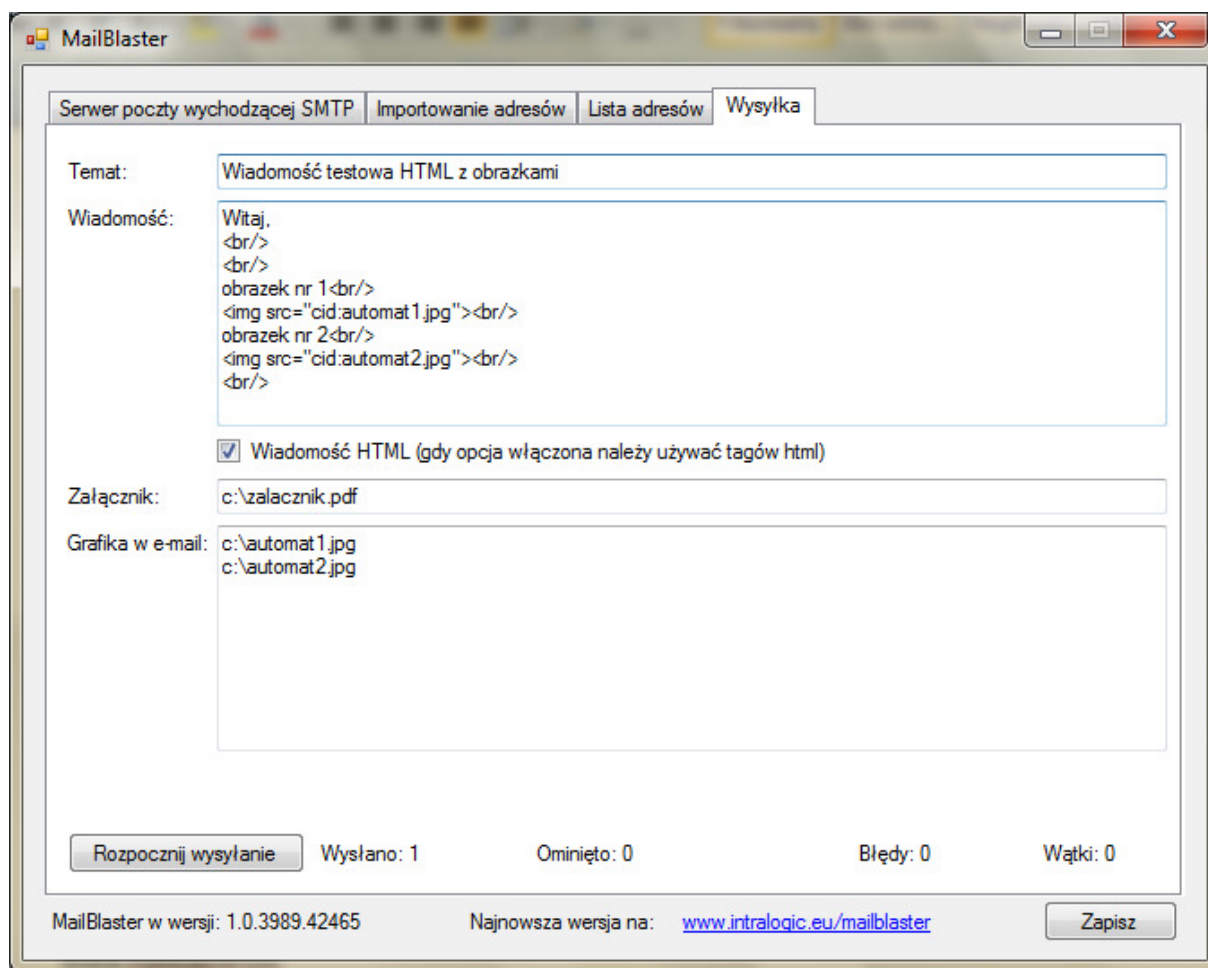 MailBlaster
Serwer poczty wychodzącej SMTP Importowanie adresów Lista adresów Wysyłka
Temat: Wiadomość testowa HTML z obrazkami
Wiadomość: Witaj,
<br/>
<br/>
obrazek nr 1<br/>
<img src="cid:automat1.jpg"><br/>
obrazek nr 2<br/>
<img src="cid:automat2.jpg"><br/>
<br/>
Wiadomość HTML (gdy opcja włączona należy używać tagów html)
Załącznik: c:\zalacznik.pdf
Grafika w e-mail: c:\automat1.jpg
c:\automat2.jpg
Rozpocznij wysyłanie Wysłano: 1 Ominięto: 0 Błędy: 0 Wątki: 0
MailBlaster w wersji: 1.0.3989.42465 Najnowsza wersja na: www.intralogic.eu/mailblaster Zapisz